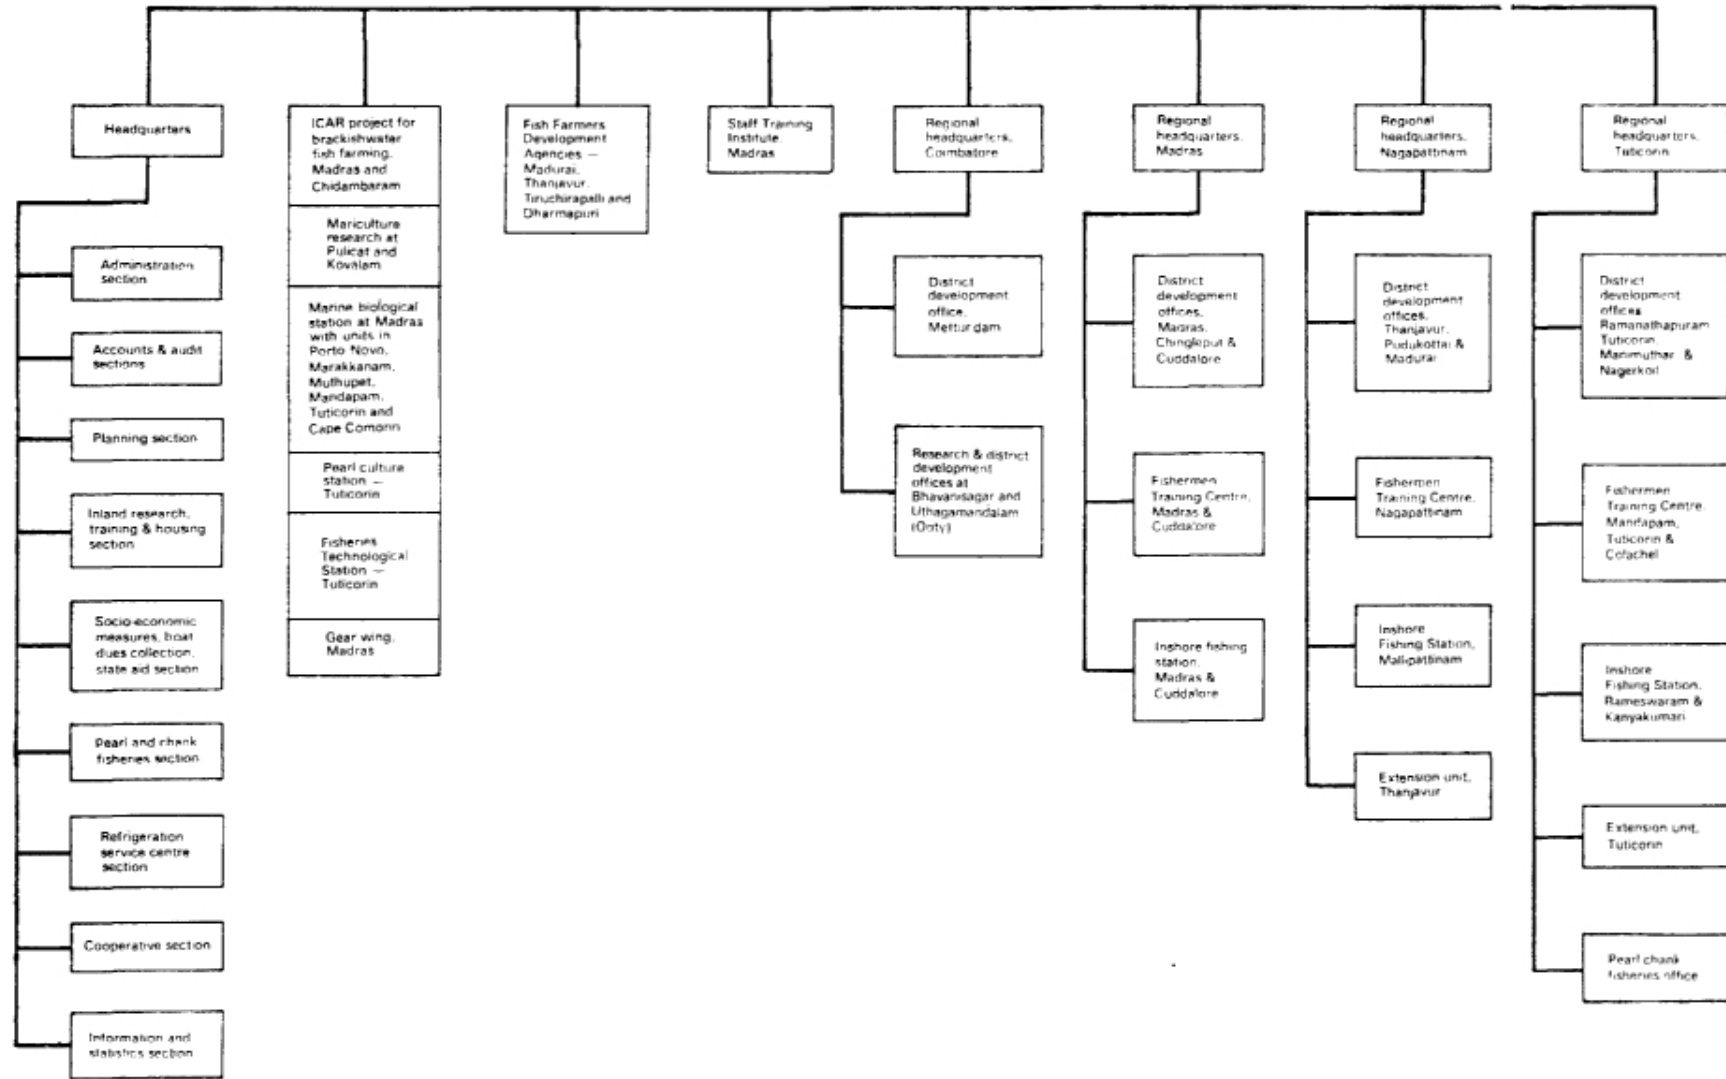 Headquarters
Administration
section
Accounts & audit
sections
Planning section
Inland research,
training & housing
section
Socio-economic
measures, boat
dues collection,
state aid section
Pearl and chank
fisheries section
Refrigeration
service centre
section
Cooperative section
Information and
statistics section
ICAR project for
brackishwater
fish farming,
Madras and
Chidambaram
Mariculture
research at
Pulicat and
Kovalam
Marine biological
station at Madras
with units in
Porto Novo,
Marakkanam,
Muthupet,
Mandapam,
Tuticorin and
Cape Comorin
Pearl culture
station —
Tuticorin
Fisheries
Technological
Station —
Tuticorin
Gear wing,
Madras
Fish Farmers
Development
Agencies —
Madurai,
Thanjavur,
Tiruchirapalli and
Dharmapuri
Staff Training
Institute,
Madras
Regional
headquarters,
Coimbatore
District
development
office,
Mettur dam
Research & district
development
offices at
Bhavanisagar and
Uthagamandalam
(Ooty)
Regional
headquarters,
Madras
District
development
offices,
Madras,
Chingleput &
Cuddalore
Fishermen
Training Centre,
Madras &
Cuddalore
Inshore fishing
station,
Madras &
Cuddalore
Regional
headquarters,
Nagapattinam
District
development
offices,
Thanjavur,
Pudukottai &
Madurai
Fishermen
Training Centre,
Nagapattinam
Inshore
Fishing Station,
Mallipattinam
Extension unit,
Thanjavur
Regional
headquarters,
Tuticorin
District
development
offices
Ramanathapuram
Tuticorin,
Manimuthar &
Nagerkoil
Fishermen
Training Centre,
Mandapam,
Tuticorin &
Colachel
Inshore
Fishing Station,
Rameswaram &
Kanyakumari
Extension unit,
Tuticorin
Pearl chank
fisheries office